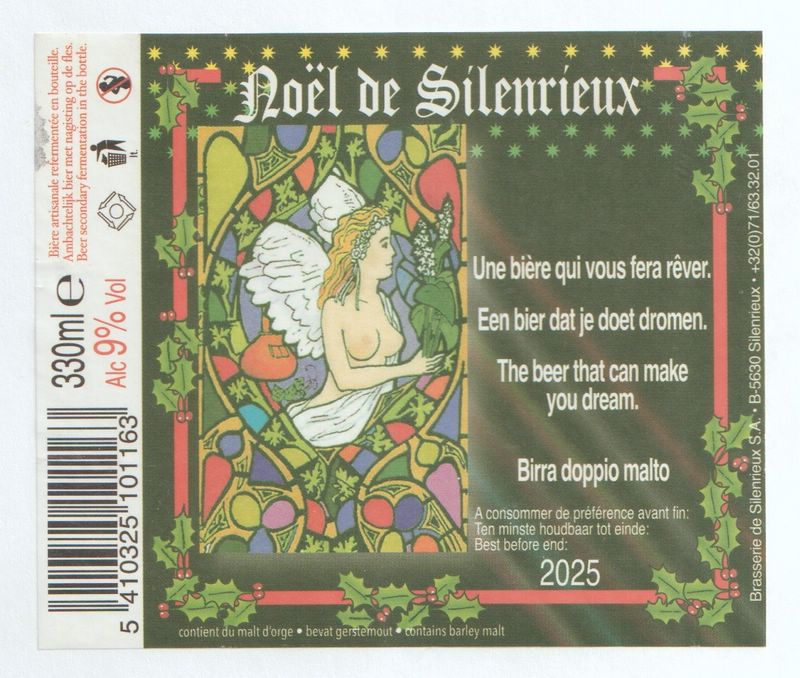 Bière artisanale refermentée en bouteille.
Ambachtelijk bier met nagisting op de fles.
Beer secondary fermentation in the bottle.
It.
330ml e
Alc 9% Vol
5 410325 101163
Noël de Silenrieux
Une bière qui vous fera rêver.
Een bier dat je doet dromen.
The beer that can make
you dream.
Birra doppio malto
A consommer de préférence avant fin:
Ten minste houdbaar tot einde:
Best before end:
2025
contient du malt d'orge • bevat gerstemout • contains barley malt
Brasserie de Silenrieux S.A. • B-5630 Silenrieux • +32(0)71/63.32.01